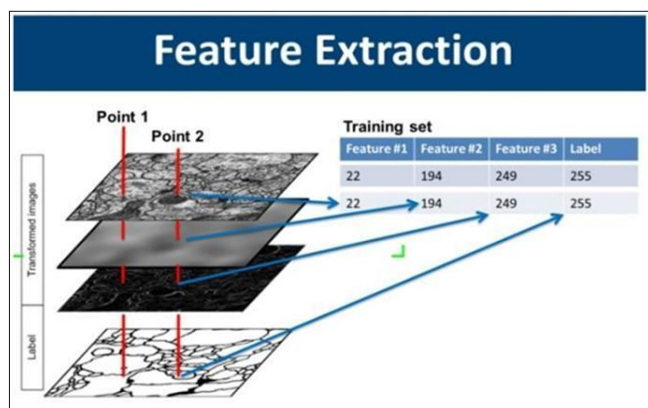 Feature Extraction
Point 1
Point 2
Training set
Feature #1 Feature #2 Feature #3 Label
22 194 249 255
22 194 249 255
Transformed images
Label